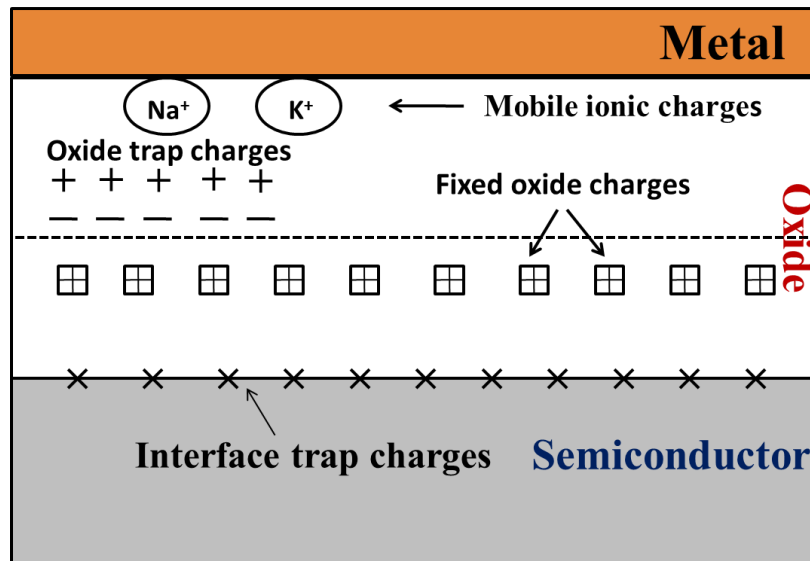 Metal
Na⁺
K⁺
Mobile ionic charges
Oxide trap charges
+ + + + +
− − − − −
Fixed oxide charges
Oxide
Interface trap charges
Semiconductor